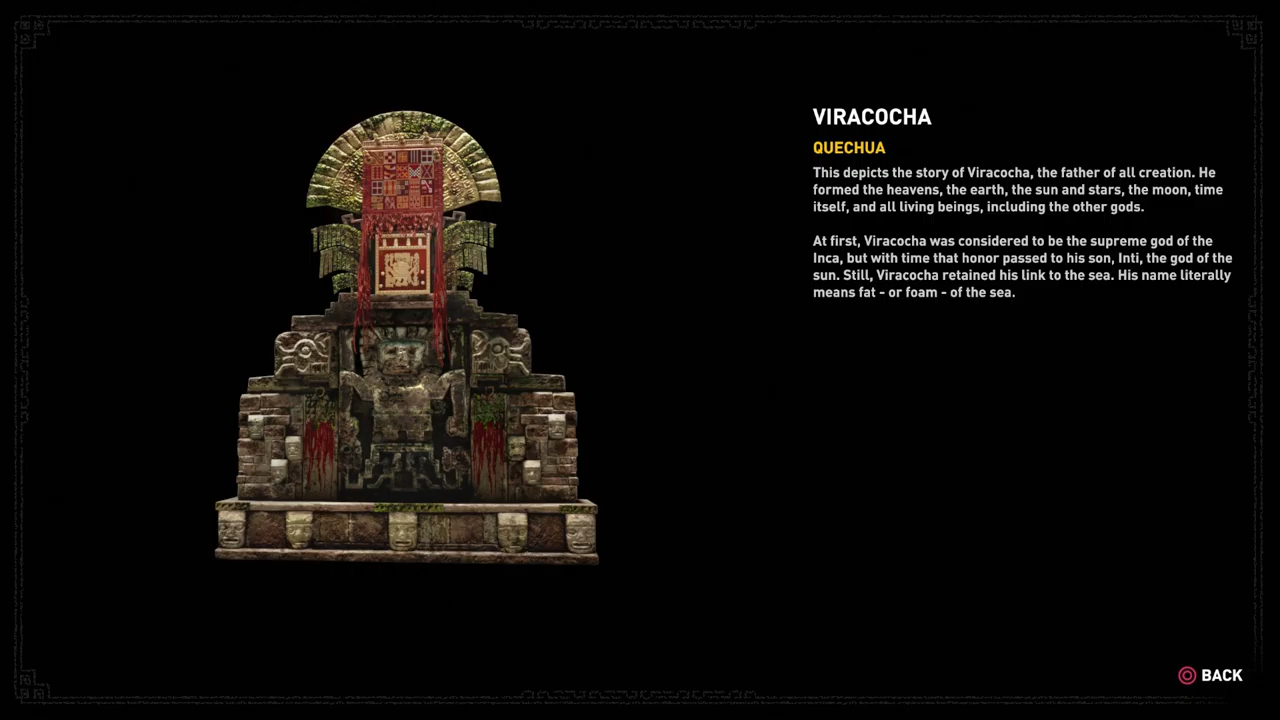 VIRACOCHA
QUECHUA
This depicts the story of Viracocha, the father of all creation. He
formed the heavens, the earth, the sun and stars, the moon, time
itself, and all living beings, including the other gods.
At first, Viracocha was considered to be the supreme god of the
Inca, but with time that honor passed to his son, Inti, the god of the
sun. Still, Viracocha retained his link to the sea. His name literally
means fat - or foam - of the sea.
BACK